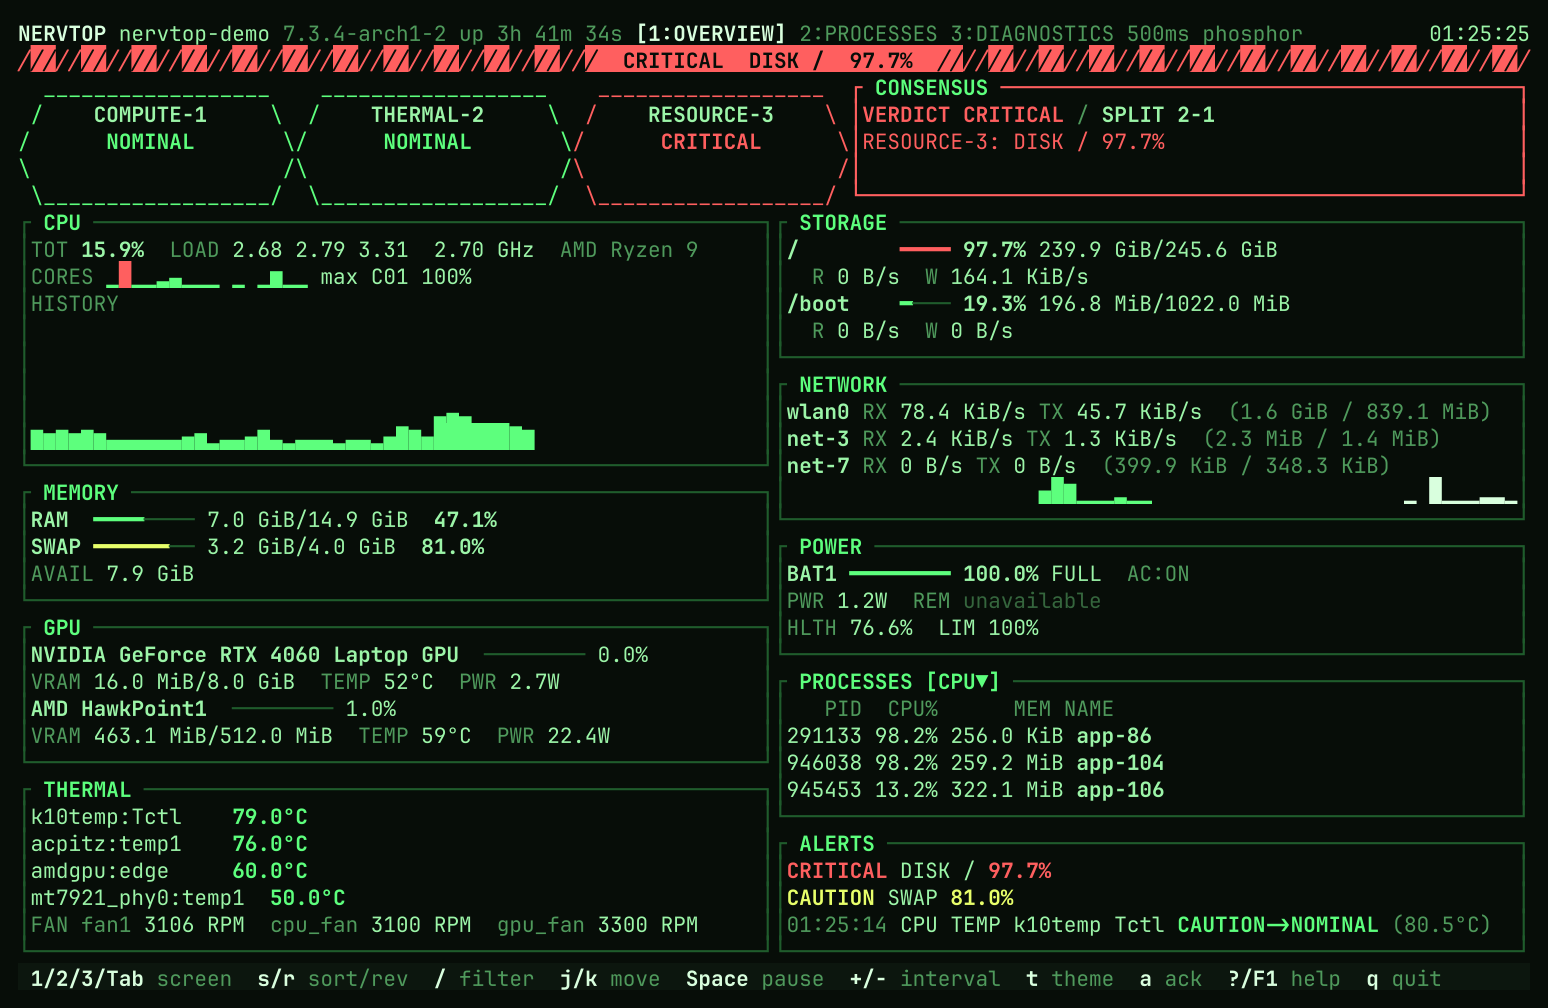 NERVTOP nervtop-demo 7.3.4-arch1-2 up 3h 41m 34s [1:OVERVIEW] 2:PROCESSES 3:DIAGNOSTICS 500ms phosphor 01:25:25
CRITICAL DISK / 97.7%
COMPUTE-1
NOMINAL
THERMAL-2
NOMINAL
RESOURCE-3
CRITICAL
CONSENSUS
VERDICT CRITICAL / SPLIT 2-1
RESOURCE-3: DISK / 97.7%
CPU
TOT 15.9% LOAD 2.68 2.79 3.31 2.70 GHz AMD Ryzen 9
CORES max C01 100%
HISTORY
MEMORY
RAM 7.0 GiB/14.9 GiB 47.1%
SWAP 3.2 GiB/4.0 GiB 81.0%
AVAIL 7.9 GiB
GPU
NVIDIA GeForce RTX 4060 Laptop GPU 0.0%
VRAM 16.0 MiB/8.0 GiB TEMP 52°C PWR 2.7W
AMD HawkPoint1 1.0%
VRAM 463.1 MiB/512.0 MiB TEMP 59°C PWR 22.4W
THERMAL
k10temp:Tctl 79.0°C
acpitz:temp1 76.0°C
amdgpu:edge 60.0°C
mt7921_phy0:temp1 50.0°C
FAN fan1 3106 RPM cpu_fan 3100 RPM gpu_fan 3300 RPM
STORAGE
/ 97.7% 239.9 GiB/245.6 GiB
R 0 B/s W 164.1 KiB/s
/boot 19.3% 196.8 MiB/1022.0 MiB
R 0 B/s W 0 B/s
NETWORK
wlan0 RX 78.4 KiB/s TX 45.7 KiB/s (1.6 GiB / 839.1 MiB)
net-3 RX 2.4 KiB/s TX 1.3 KiB/s (2.3 MiB / 1.4 MiB)
net-7 RX 0 B/s TX 0 B/s (399.9 KiB / 348.3 KiB)
POWER
BAT1 100.0% FULL AC:ON
PWR 1.2W REM unavailable
HLTH 76.6% LIM 100%
PROCESSES [CPU▼]
PID CPU% MEM NAME
291133 98.2% 256.0 KiB app-86
946038 98.2% 259.2 MiB app-104
945453 13.2% 322.1 MiB app-106
ALERTS
CRITICAL DISK / 97.7%
CAUTION SWAP 81.0%
01:25:14 CPU TEMP k10temp Tctl CAUTION→NOMINAL (80.5°C)
1/2/3/Tab screen s/r sort/rev / filter j/k move Space pause +/- interval t theme a ack ?/F1 help q quit